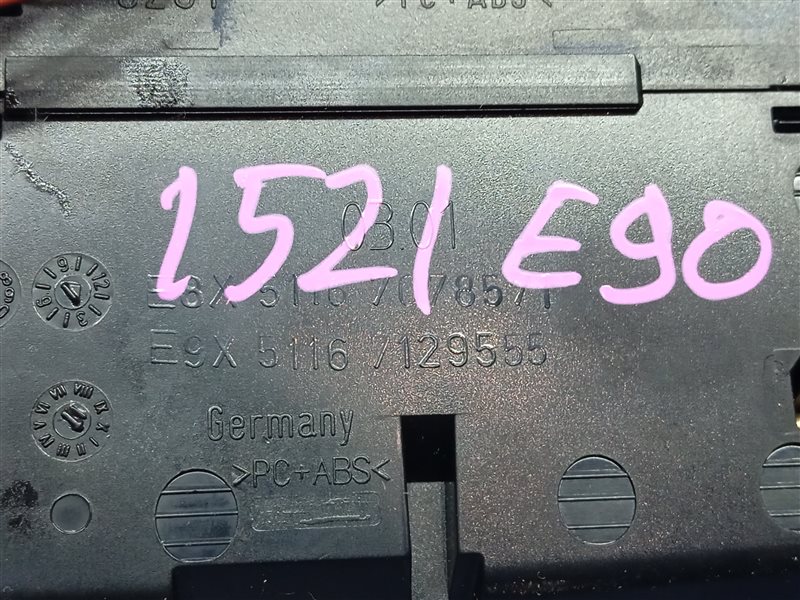 >PC+ABS<
1521 E90
03.01
E8X 5116 7078571
E9X 5116 7129555
Germany
>PC+ABS<